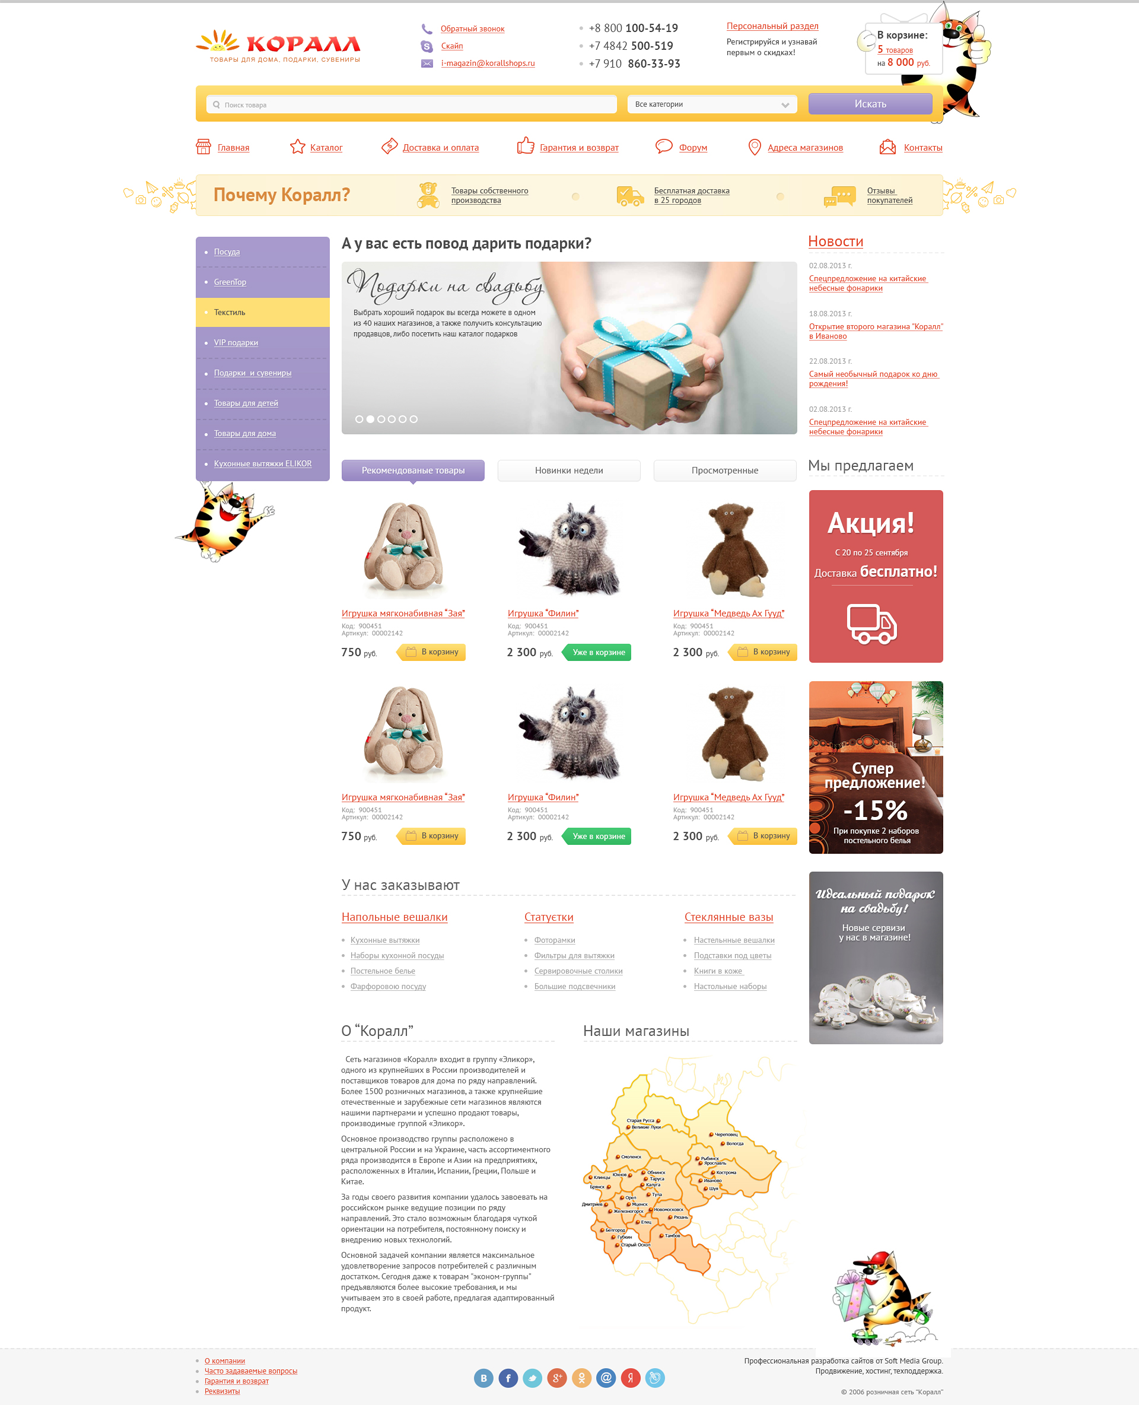 КОРАЛЛ
ТОВАРЫ ДЛЯ ДОМА, ПОДАРКИ, СУВЕНИРЫ
Обратный звонок
Скайп
i-magazin@korallshops.ru
+8 800 100-54-19
+7 4842 500-519
+7 910 860-33-93
Персональный раздел
Регистрируйся и узнавай
первым о скидках!
В корзине:
5 товаров
на 8 000 руб.
Поиск товара
Все категории
Искать
Главная
Каталог
Доставка и оплата
Гарантия и возврат
Форум
Адреса магазинов
Контакты
Почему Коралл?
Товары собственного
производства
Бесплатная доставка
в 25 городов
Отзывы
покупателей
Посуда
GreenTop
Текстиль
VIP подарки
Подарки и сувениры
Товары для детей
Товары для дома
Кухонные вытяжки ELIKOR
А у вас есть повод дарить подарки?
Подарки на свадьбу
Выбрать хороший подарок вы всегда можете в одном
из 40 наших магазинов, а также получить консультацию
продавцов, либо посетить наш каталог подарков
Новости
02.08.2013 г.
Спецпредложение на китайские
небесные фонарики
18.08.2013 г.
Открытие второго магазина "Коралл"
в Иваново
22.08.2013 г.
Самый необычный подарок ко дню
рождения!
02.08.2013 г.
Спецпредложение на китайские
небесные фонарики
Рекомендованые товары
Новинки недели
Просмотренные
Игрушка мягконабивная “Зая”
Код: 900451
Артикул: 00002142
750 руб.
В корзину
Игрушка “Филин”
Код: 900451
Артикул: 00002142
2 300 руб.
Уже в корзине
Игрушка “Медведь Ах Гууд”
Код: 900451
Артикул: 00002142
2 300 руб.
В корзину
Игрушка мягконабивная “Зая”
Код: 900451
Артикул: 00002142
750 руб.
В корзину
Игрушка “Филин”
Код: 900451
Артикул: 00002142
2 300 руб.
Уже в корзине
Игрушка “Медведь Ах Гууд”
Код: 900451
Артикул: 00002142
2 300 руб.
В корзину
Мы предлагаем
Акция!
С 20 по 25 сентября
Доставка бесплатно!
Супер
предложение!
-15%
При покупке 2 наборов
постельного белья
Идеальный подарок
на свадьбу!
Новые сервизи
у нас в магазине!
У нас заказывают
Напольные вешалки
Кухонные вытяжки
Наборы кухонной посуды
Постельное белье
Фарфоровою посуду
Статуєтки
Фоторамки
Фильтры для вытяжки
Сервировочные столики
Большие подсвечники
Стеклянные вазы
Настельниные вешалки
Подставки под цветы
Книги в коже
Настольные наборы
О “Коралл”
Сеть магазинов «Коралл» входит в группу «Эликор»,
одного из крупнейших в России производителей и
поставщиков товаров для дома по ряду направлений.
Более 1500 розничных магазинов, а также крупнейшие
отечественные и зарубежные сети магазинов являются
нашими партнерами и успешно продают товары,
производимые группой «Эликор».
Основное производство группы расположено в
центральной России и на Украине, часть ассортиментного
ряда производится в Европе и Азии на предприятиях,
расположенных в Италии, Испании, Греции, Польше и
Китае.
За годы своего развития компании удалось завоевать на
российском рынке ведущие позиции по ряду
направлений. Это стало возможным благодаря чуткой
ориентации на потребителя, постоянному поиску и
внедрению новых технологий.
Основной задачей компании является максимальное
удовлетворение запросов потребителей с различным
достатком. Сегодня даже к товарам "эконом-группы"
предъявляются более высокие требования, и мы
учитываем это в своей работе, предлагая адаптированный
продукт.
Наши магазины
Старая Русса
Великие Луки
Череповец
Вологда
Смоленск
Рыбинск
Ярославль
Клинцы
Юхнов
Обнинск
Таруса
Калуга
Кострома
Иваново
Шуя
Брянск
Тула
Орел
Мценск
Дмитриев
Железногорск
Новомосковск
Рязань
Елец
Белгород
Губкин
Старый Оскол
Тамбов
О компании
Часто задаваемые вопросы
Гарантия и возврат
Реквизиты
Профессиональная разработка сайтов от Soft Media Group.
Продвижение, хостинг, техподдержка.
© 2006 розничная сеть “Коралл”